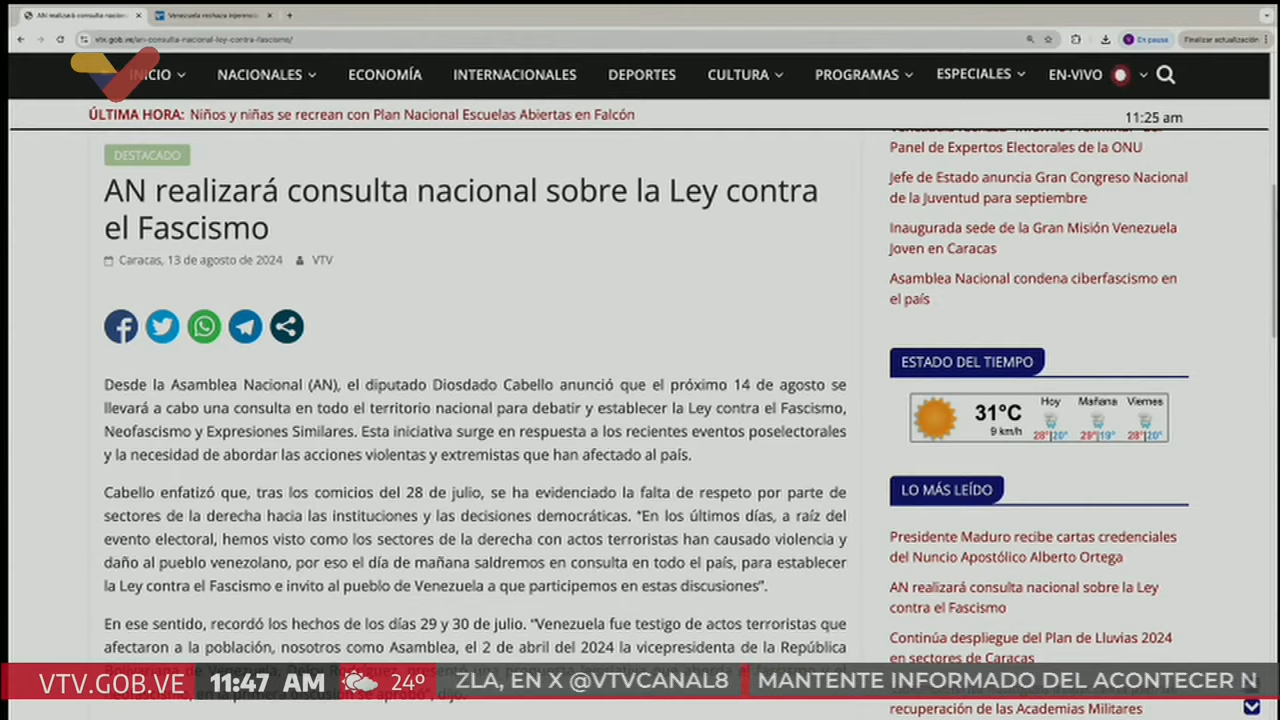 AN realizará consulta nacion
Venezuela rechaza injerenci
vtv.gob.ve/an-consulta-nacional-ley-contra-fascismo/
En pausa
Finalizar actualización
INICIO
NACIONALES
ECONOMÍA
INTERNACIONALES
DEPORTES
CULTURA
PROGRAMAS
ESPECIALES
EN-VIVO
ÚLTIMA HORA: Niños y niñas se recrean con Plan Nacional Escuelas Abiertas en Falcón
11:25 am
DESTACADO
AN realizará consulta nacional sobre la Ley contra
el Fascismo
Caracas, 13 de agosto de 2024 VTV
Desde la Asamblea Nacional (AN), el diputado Diosdado Cabello anunció que el próximo 14 de agosto se
llevará a cabo una consulta en todo el territorio nacional para debatir y establecer la Ley contra el Fascismo,
Neofascismo y Expresiones Similares. Esta iniciativa surge en respuesta a los recientes eventos poselectorales
y la necesidad de abordar las acciones violentas y extremistas que han afectado al país.
Cabello enfatizó que, tras los comicios del 28 de julio, se ha evidenciado la falta de respeto por parte de
sectores de la derecha hacia las instituciones y las decisiones democráticas. "En los últimos días, a raíz del
evento electoral, hemos visto como los sectores de la derecha con actos terroristas han causado violencia y
daño al pueblo venezolano, por eso el día de mañana saldremos en consulta en todo el país, para establecer
la Ley contra el Fascismo e invito al pueblo de Venezuela a que participemos en estas discusiones".
En ese sentido, recordó los hechos de los días 29 y 30 de julio. "Venezuela fue testigo de actos terroristas que
afectaron a la población, nosotros como Asamblea, el 2 de abril del 2024 la vicepresidenta de la República
Panel de Expertos Electorales de la ONU
Jefe de Estado anuncia Gran Congreso Nacional
de la Juventud para septiembre
Inaugurada sede de la Gran Misión Venezuela
Joven en Caracas
Asamblea Nacional condena ciberfascismo en
el país
ESTADO DEL TIEMPO
31°C
9 km/h
Hoy
28°|20°
Mañana
29°|19°
Viernes
28°|20°
LO MÁS LEÍDO
Presidente Maduro recibe cartas credenciales
del Nuncio Apostólico Alberto Ortega
AN realizará consulta nacional sobre la Ley
contra el Fascismo
Continúa despliegue del Plan de Lluvias 2024
en sectores de Caracas
recuperación de las Academias Militares
VTV.GOB.VE
11:47 AM
24°
ZLA, EN X @VTVCANAL8
MANTENTE INFORMADO DEL ACONTECER N